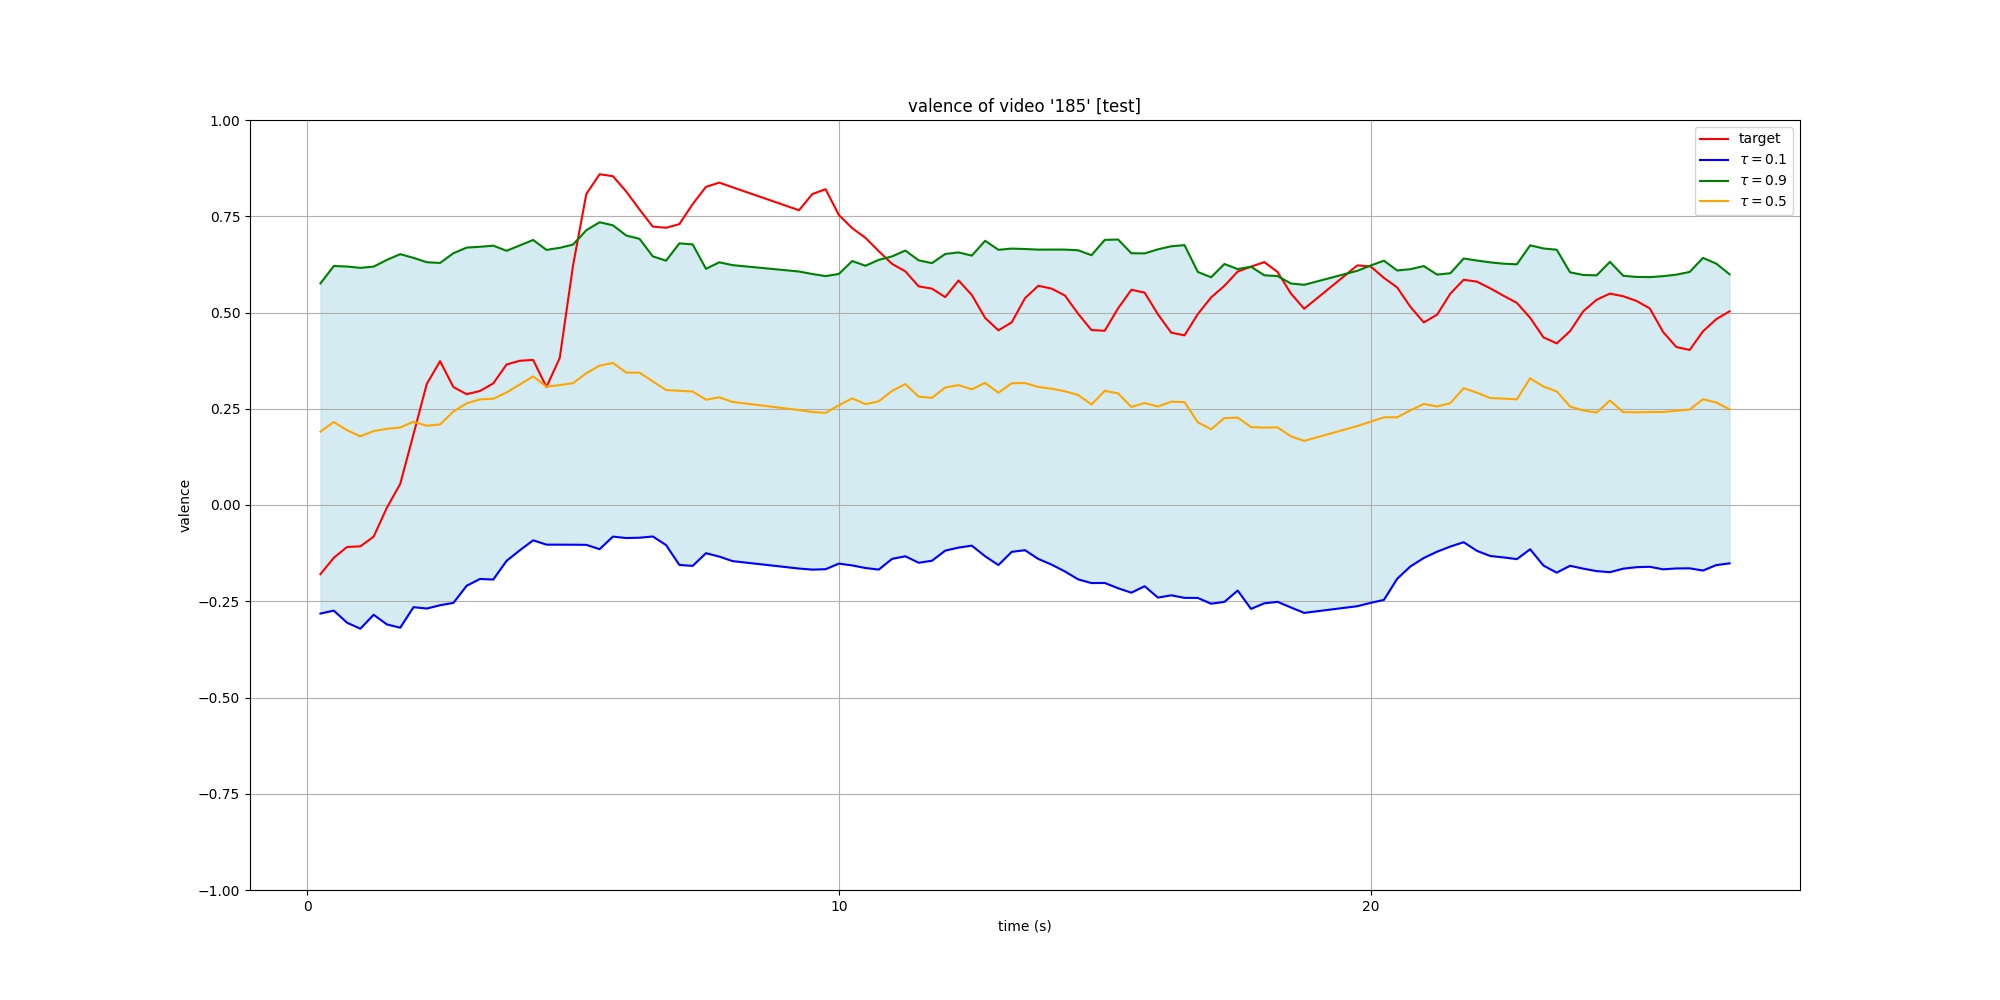 valence of video '185' [test]
1.00
0.75
0.50
0.25
0.00
−0.25
−0.50
−0.75
−1.00
valence
0 10 20
time (s)
target
τ = 0.1
τ = 0.9
τ = 0.5